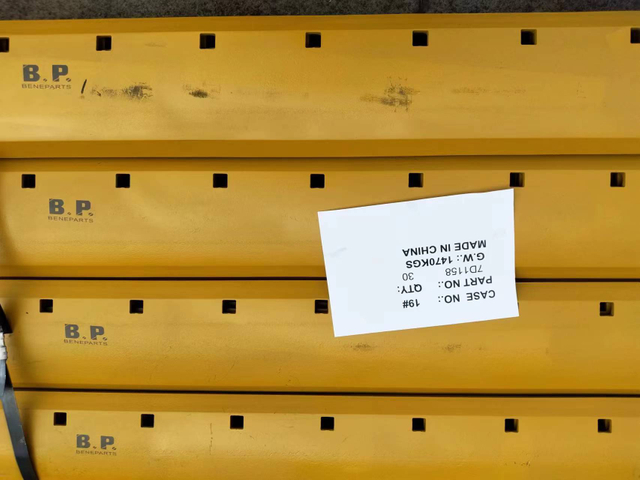 B.P.
BENEPARTS
B.P.
BENEPARTS
B.P.
BENEPARTS
B.P.
BENEPARTS
CASE NO.: 19#
PART NO.: QTY:
7D1158 30
G.W.: 1470KGS
MADE IN CHINA